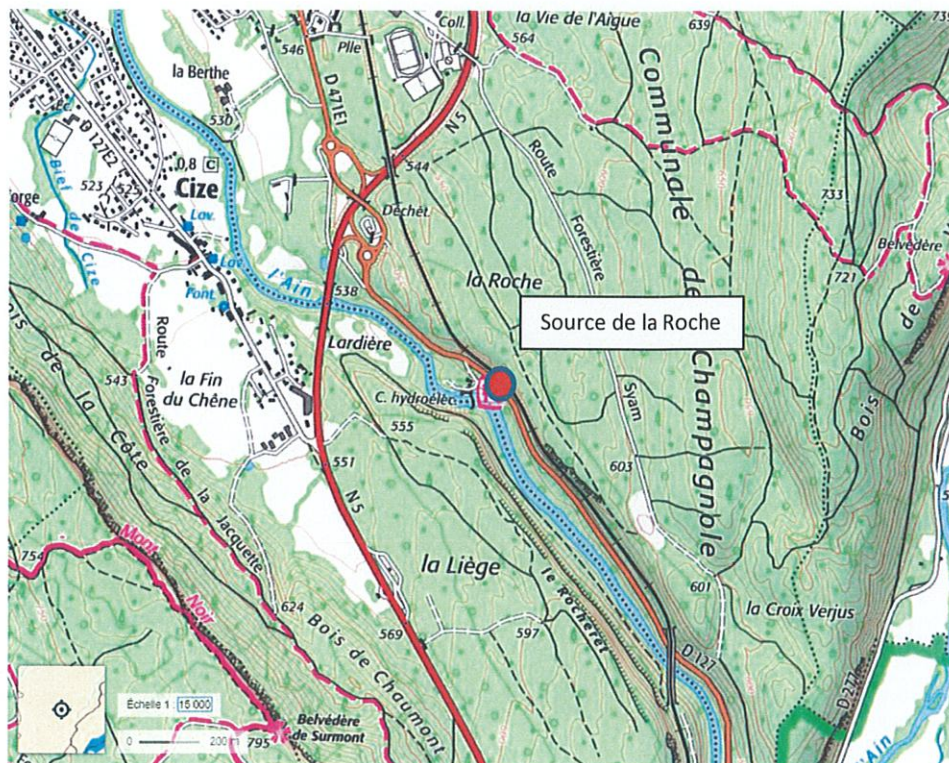 Coll.
la Vie de l'Aigue
564
639
546
Plle
la Berthe
530
D 471E1
N 5
Communale de Champagnole
D 127E2
0,8 C
523
525
Cize
544
Route
Forestière
Syam
733
Bief de Cize
Lav.
Déchèt.
Belvédère
721
Lav.
la Roche
Font.
l'Ain
538
Source de la Roche
Lardière
Bois de
543
la Fin
du Chêne
C. hydroélec.
555
Route
Forestière
de la Jacquette
Bois de la Côte
551
603
N5
Mont Noir
754
la Liège
601
624
le Rocheret
la Croix Verjus
569
597
Bois de Chaumont
D 127
D 277
Échelle 1 : 15 000
0
200 m
795
Belvédère
de Surmont
l'Ain